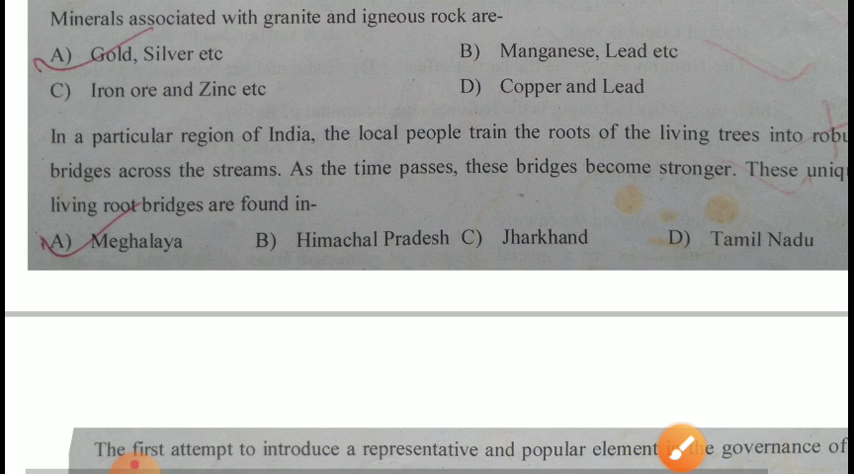 Minerals associated with granite and igneous rock are-
A) Gold, Silver etc B) Manganese, Lead etc
C) Iron ore and Zinc etc D) Copper and Lead
In a particular region of India, the local people train the roots of the living trees into
bridges across the streams. As the time passes, these bridges become stronger. These
living root bridges are found in-
A) Meghalaya B) Himachal Pradesh C) Jharkhand D) Tamil Nadu
The first attempt to introduce a representative and popular element governance of